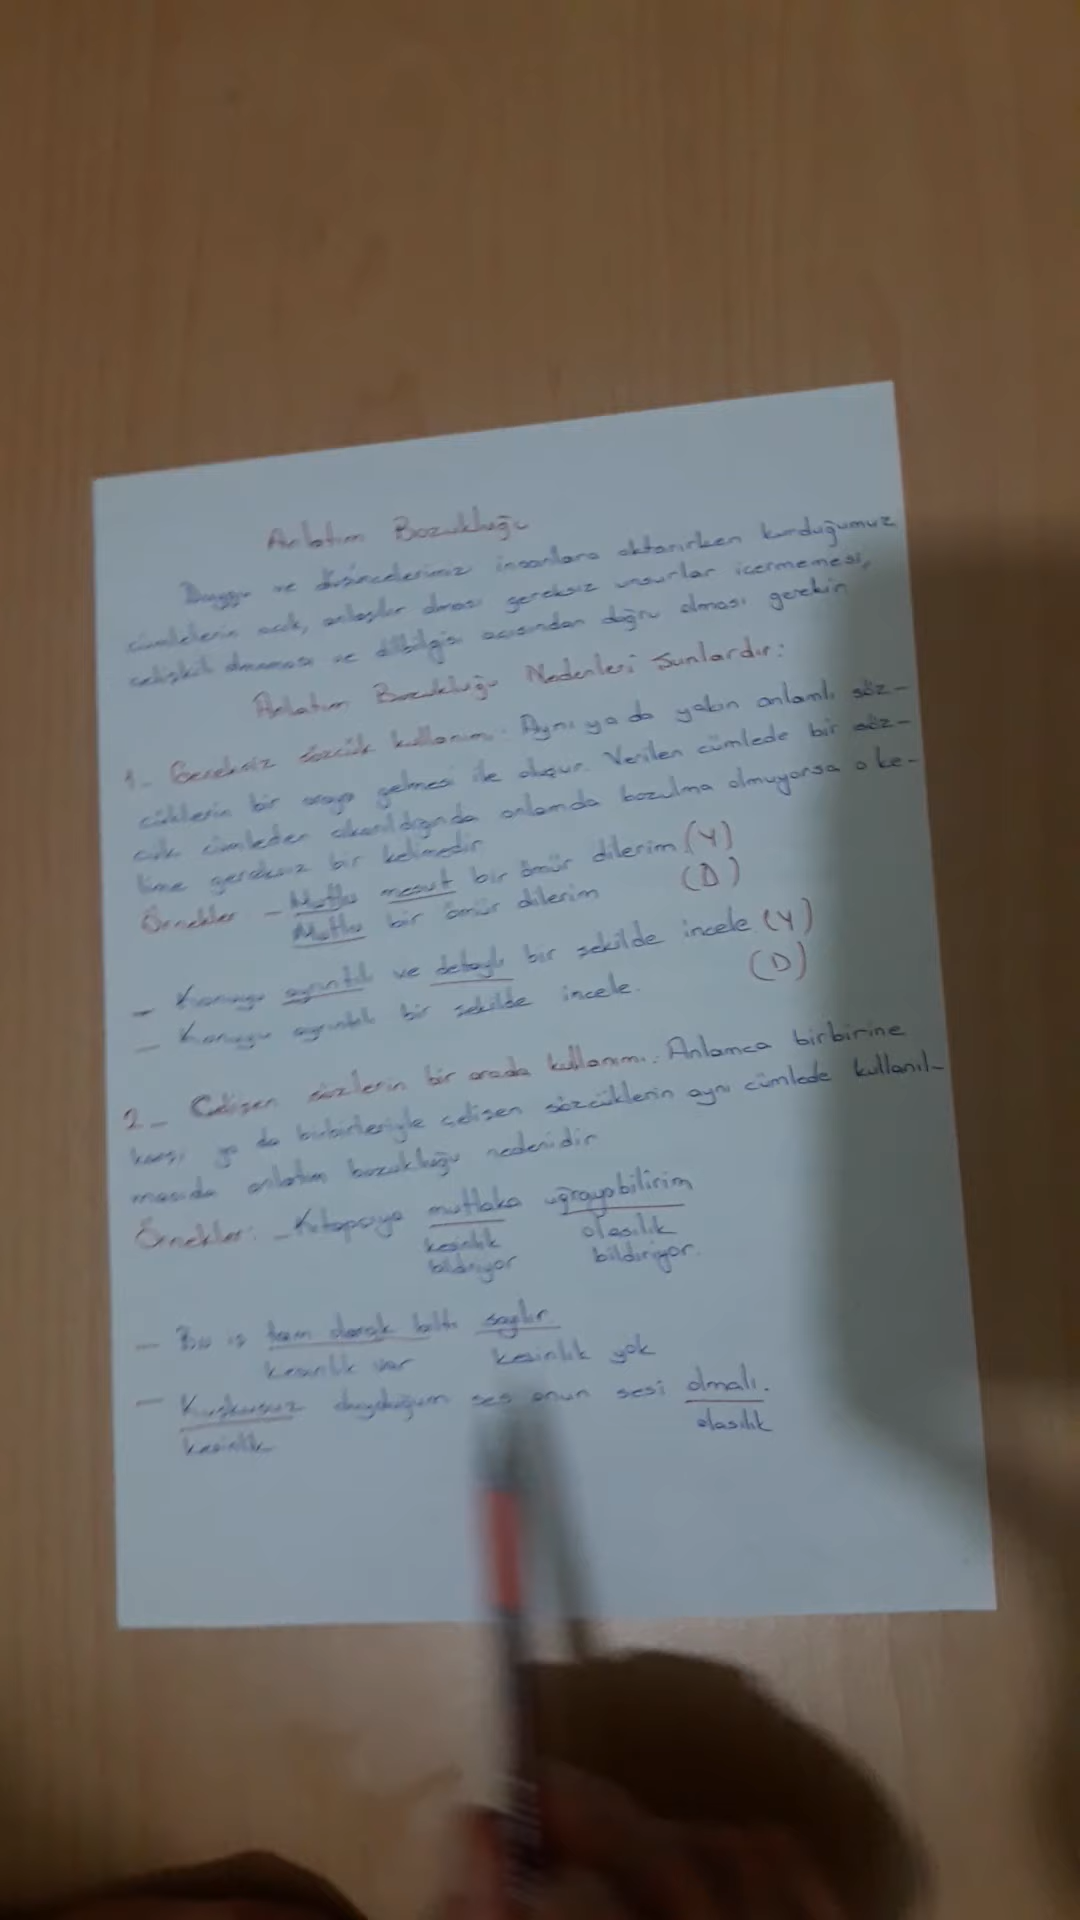 Anlatım Bozukluğu
Duygu ve düşüncelerimiz insanlara aktarırken kurduğumuz
cümlelerin açık, anlaşılır olması gereksiz unsurlar içermemesi,
çelişkili olmaması ve dilbilgisi açısından doğru olması gerekir
Anlatım Bozukluğu Nedenleri Şunlardır:
1- Gereksiz sözcük kullanımı. Aynı ya da yakın anlamlı söz-
cüklerin bir araya gelmesi ile oluşur. Verilen cümlede bir söz-
cük cümleden çıkarıldığında anlamda bozulma olmuyorsa o ke-
lime gereksiz bir kelimedir
Örnekler - Mutlu mesut bir ömür dilerim (Y)
Mutlu bir ömür dilerim (D)
- Konuyu ayrıntılı ve detaylı bir şekilde incele (Y)
- Konuyu ayrıntılı bir şekilde incele. (D)
2- Çelişen sözlerin bir arada kullanımı: Anlamca birbirine
karşı ya da birbirleriyle çelişen sözcüklerin aynı cümlede kullanıl-
masıda anlatım bozukluğu nedenidir
Örnekler: - Kitapçıya mutlaka uğrayabilirim
kesinlik olasılık
bildiriyor bildiriyor.
- Bu iş tam olarak bitti sayılır.
kesinlik var kesinlik yok
- Kuşkusuz duyduğum ses onun sesi olmalı.
kesinlik olasılık